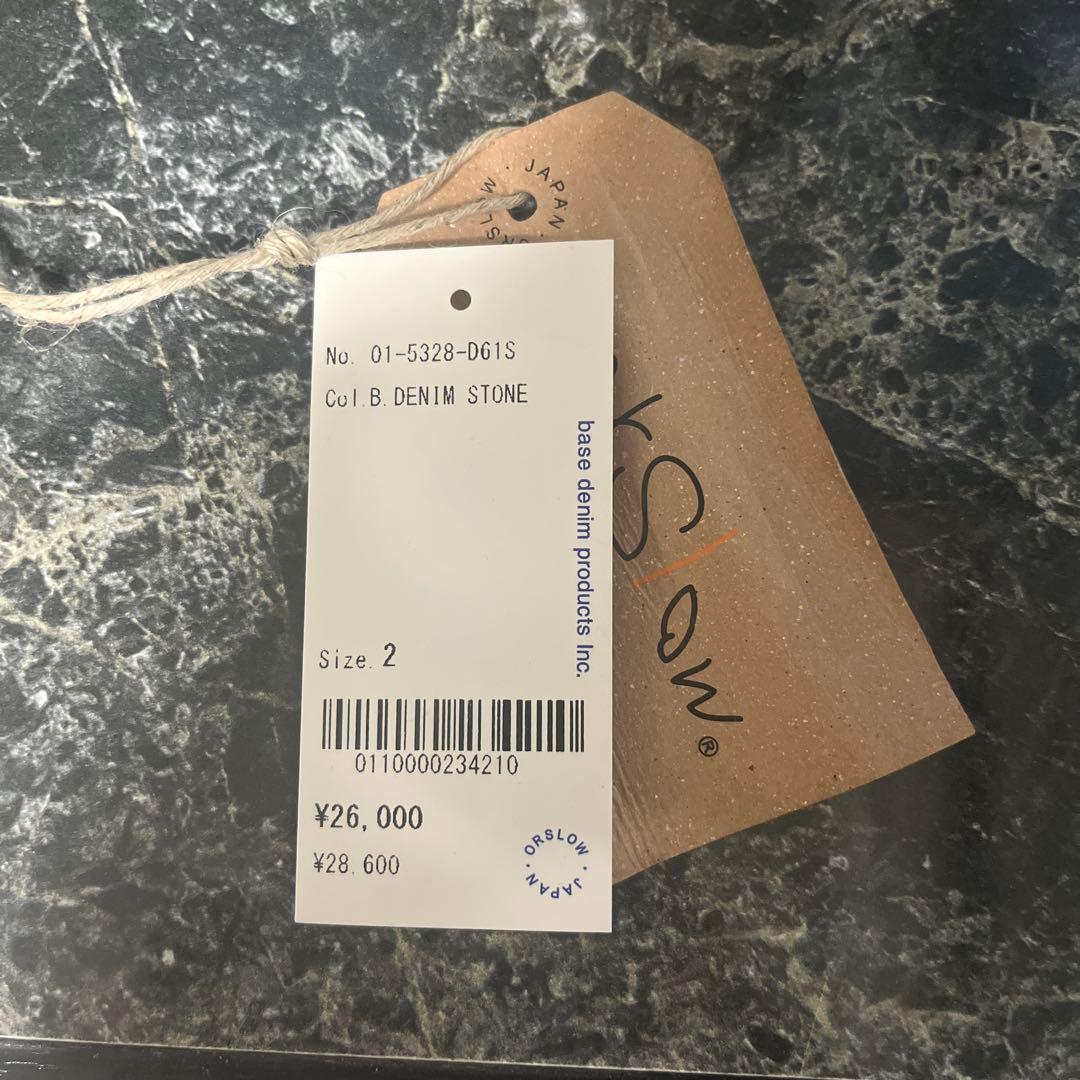 No. 01-5328-D61S
Col.B.DENIM STONE
base denim products Inc.
Size. 2
0110000234210
¥26,000
¥28,600
ORSLOW · JAPAN ·
JAPAN ·
orSlow®